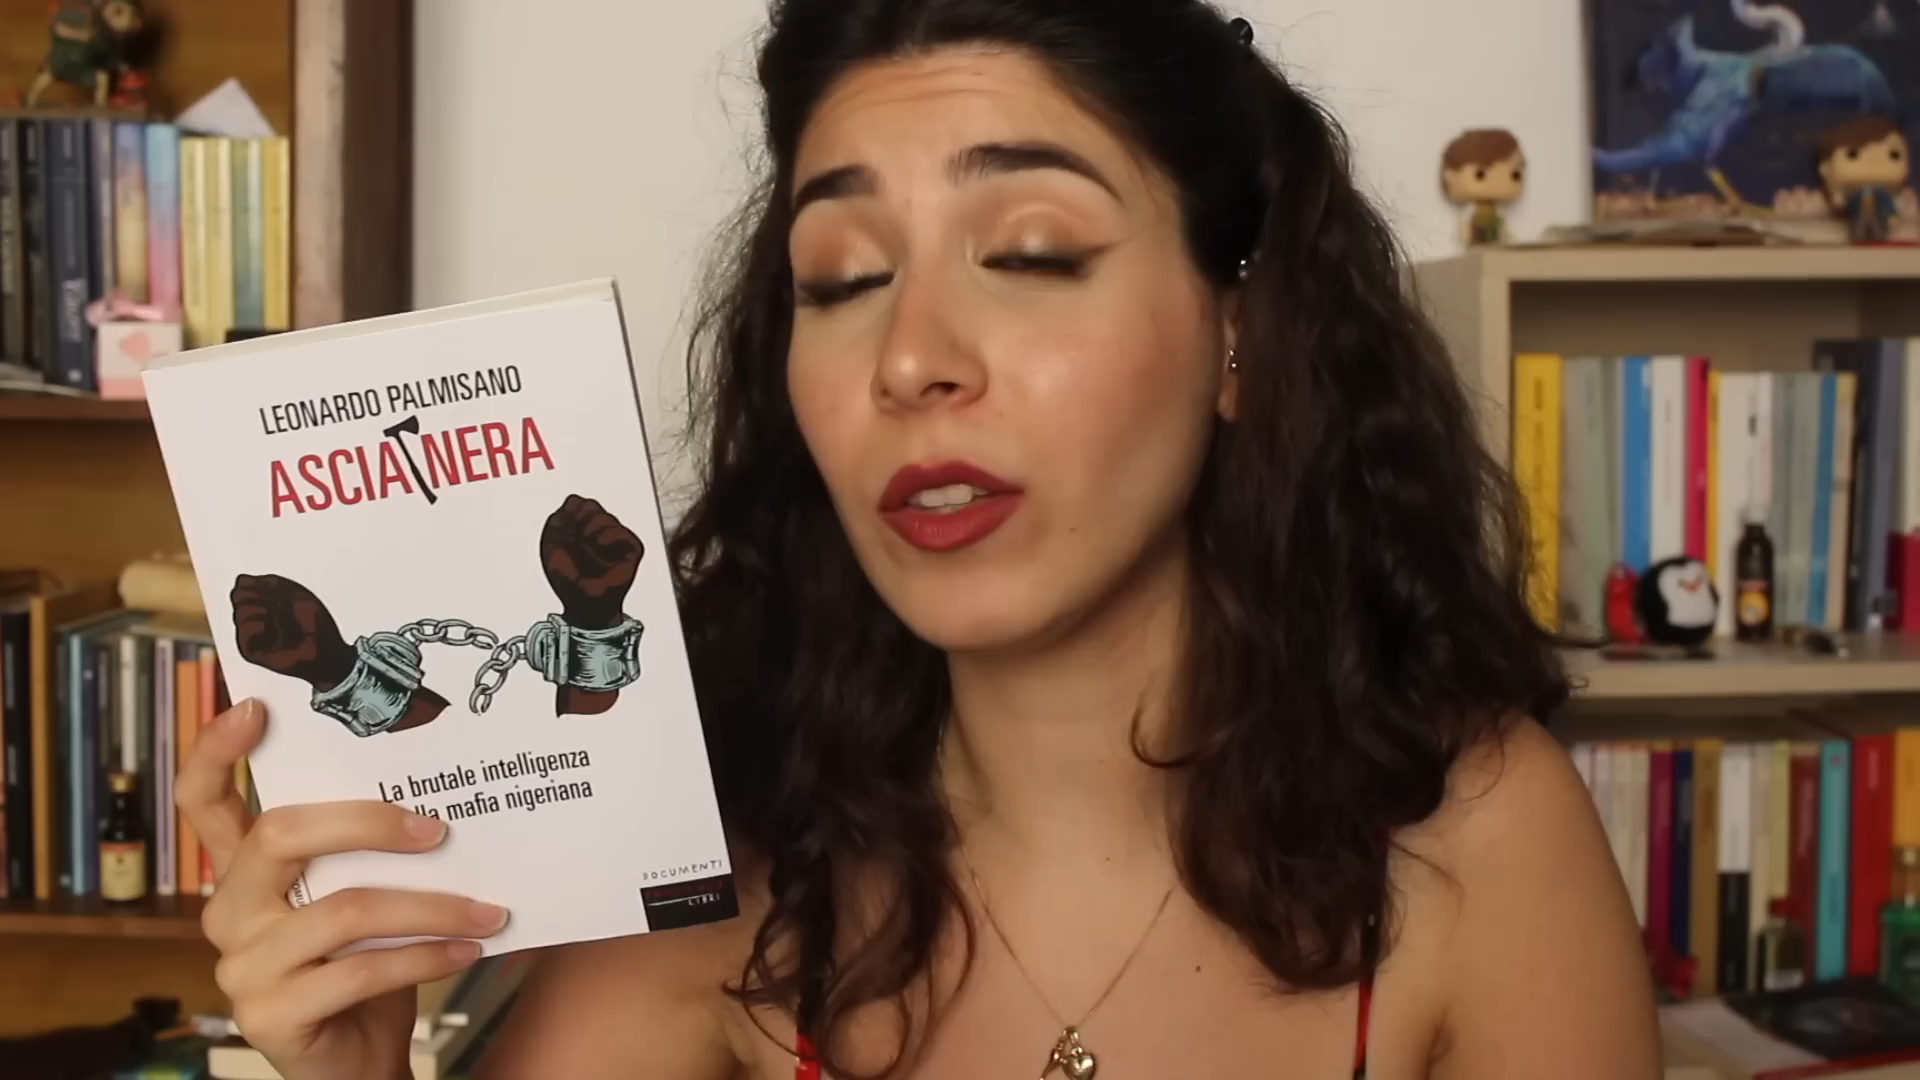 LEONARDO PALMISANO
ASCIA NERA
La brutale intelligenza
mafia nigeriana
DOCUMENTI
LIBRI